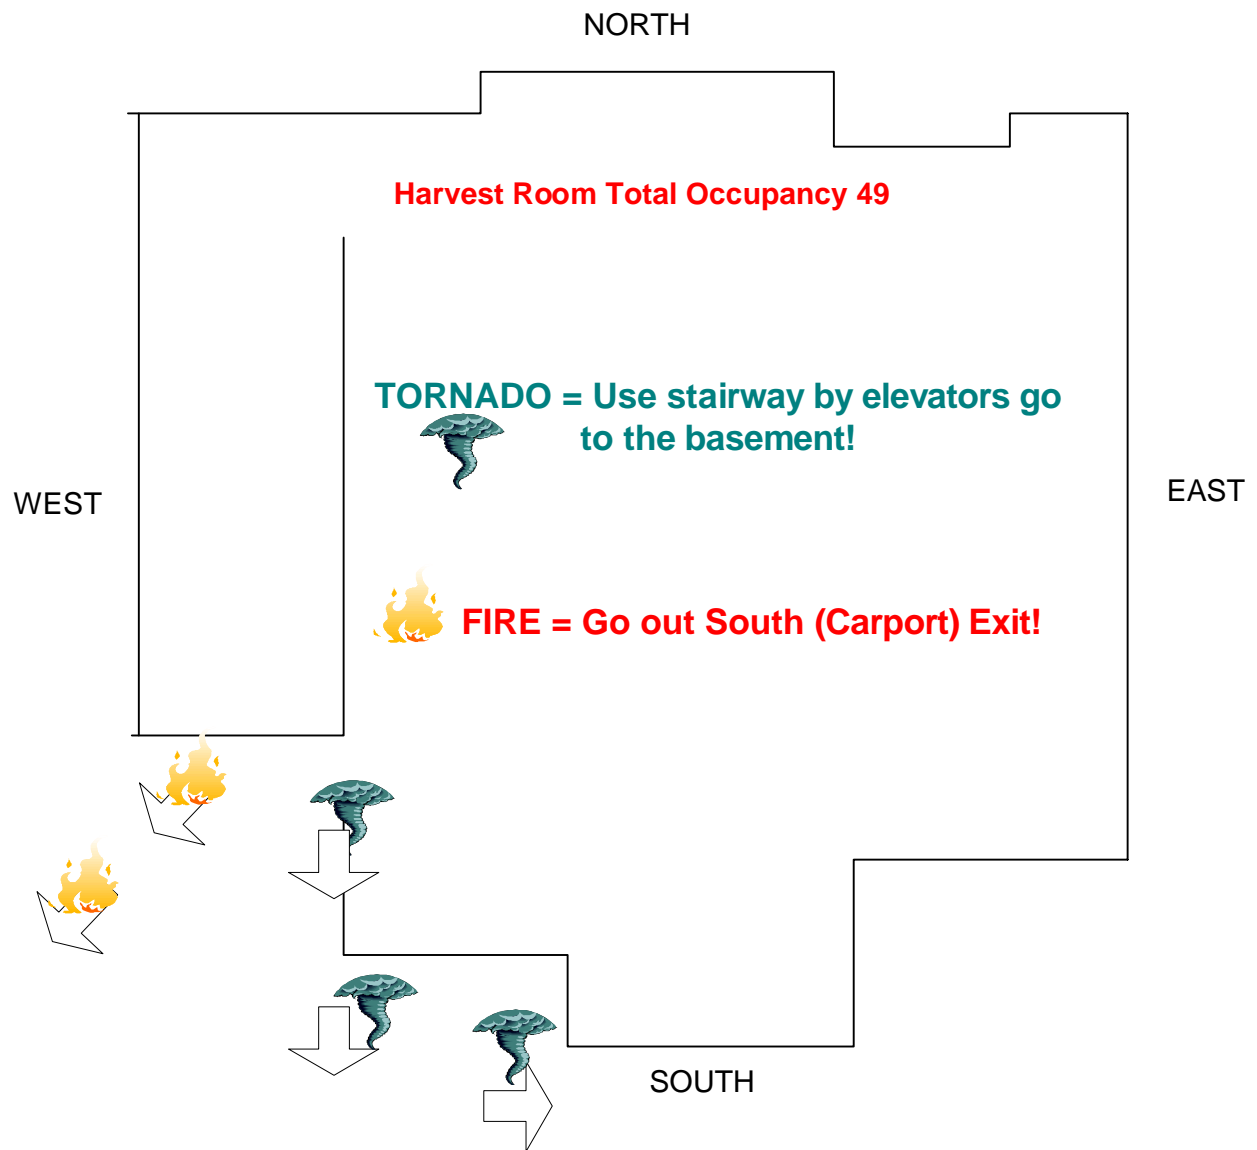 NORTH
Harvest Room Total Occupancy 49
TORNADO = Use stairway by elevators go
to the basement!
WEST
EAST
FIRE = Go out South (Carport) Exit!
SOUTH